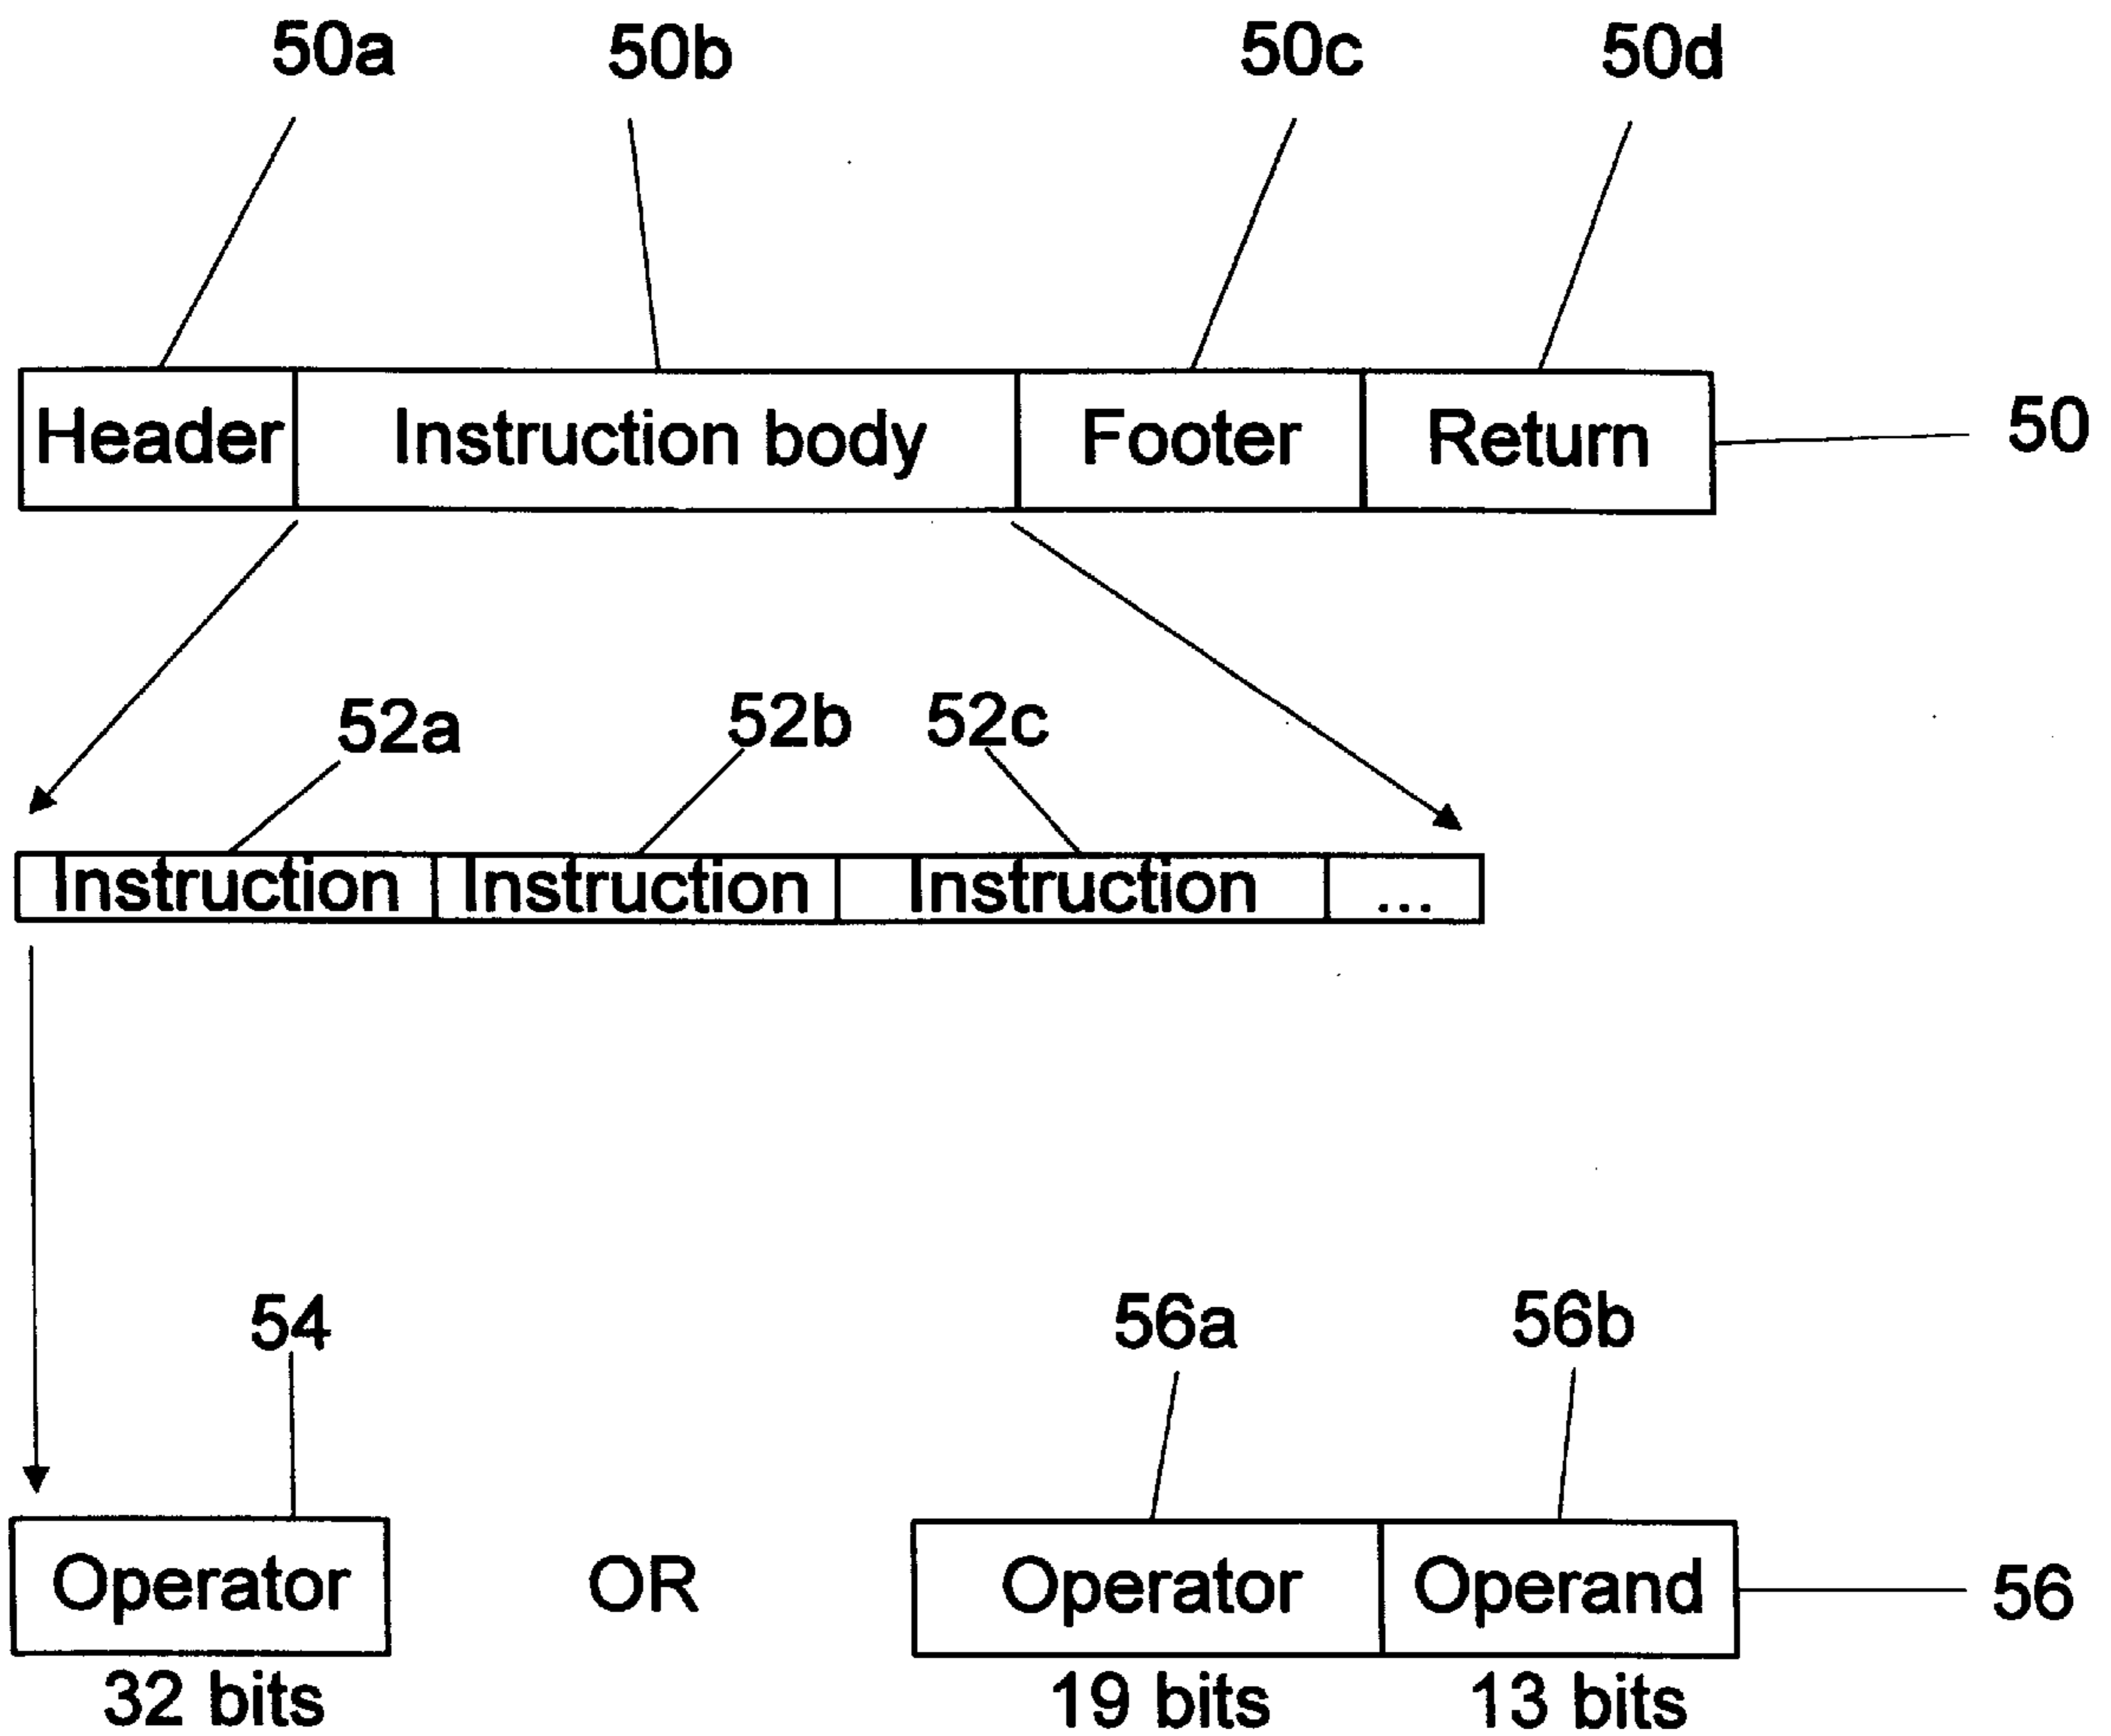 50a 50b 50c 50d
Header Instruction body Footer Return 50
52a 52b 52c
Instruction Instruction Instruction ...
54 56a 56b
Operator OR Operator Operand 56
32 bits 19 bits 13 bits